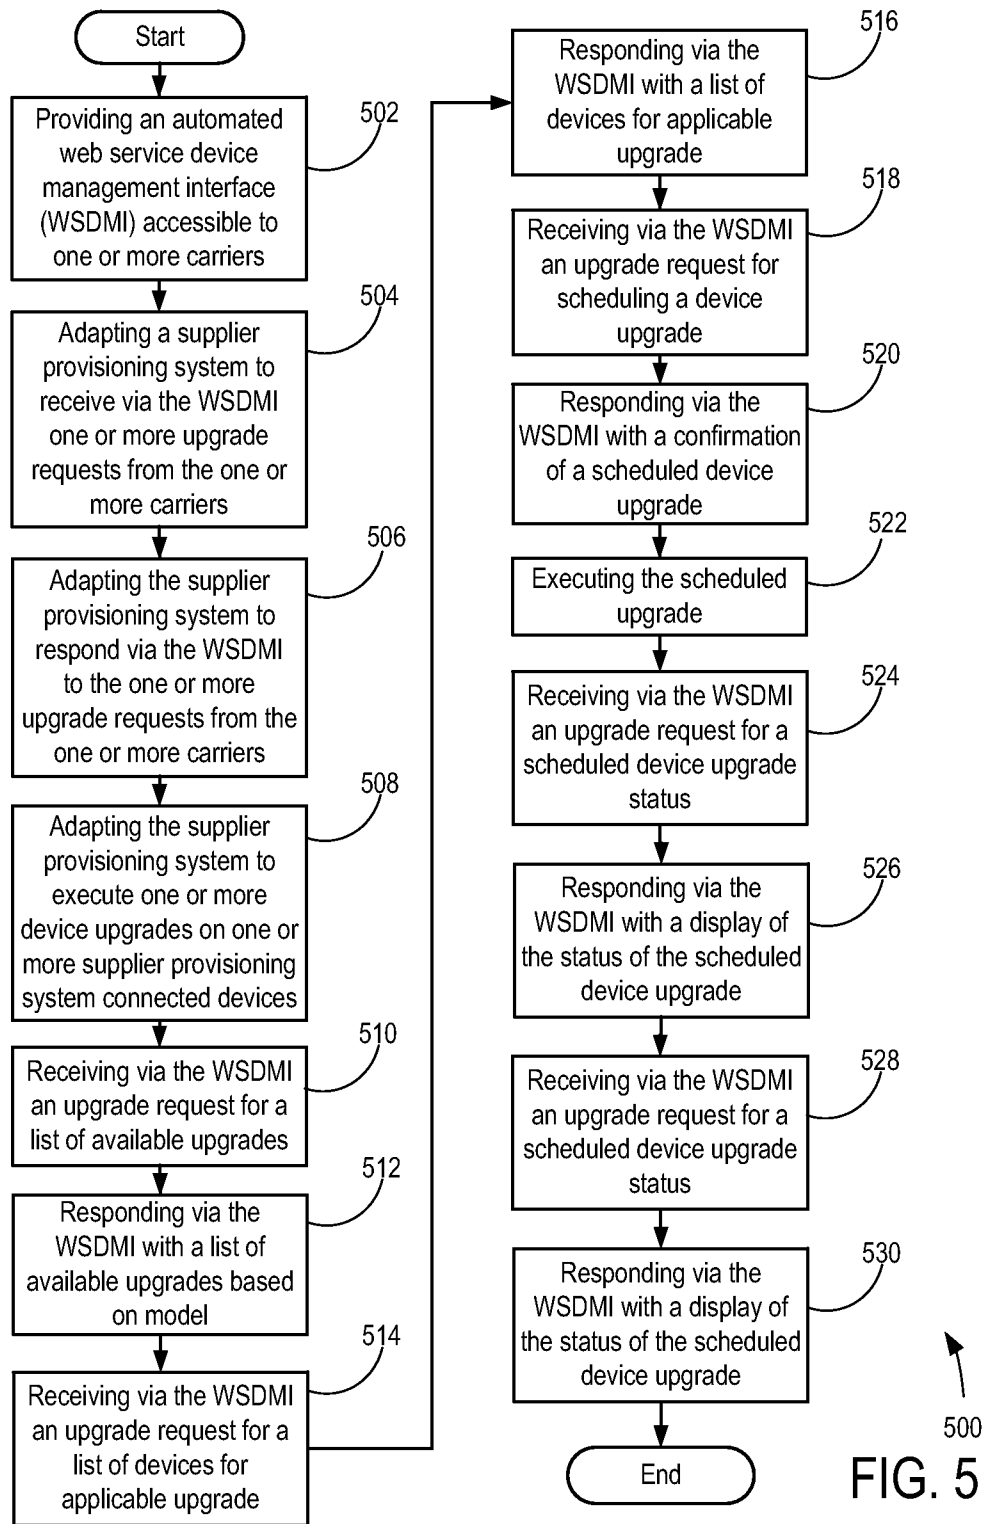 Start
Providing an automated
web service device
management interface
(WSDMI) accessible to
one or more carriers
502
Adapting a supplier
provisioning system to
receive via the WSDMI
one or more upgrade
requests from the one or
more carriers
504
Adapting the supplier
provisioning system to
respond via the WSDMI
to the one or more
upgrade requests from the
one or more carriers
506
Adapting the supplier
provisioning system to
execute one or more
device upgrades on one or
more supplier provisioning
system connected devices
508
Receiving via the WSDMI
an upgrade request for a
list of available upgrades
510
Responding via the
WSDMI with a list of
available upgrades based
on model
512
Receiving via the WSDMI
an upgrade request for a
list of devices for
applicable upgrade
514
Responding via the
WSDMI with a list of
devices for applicable
upgrade
516
Receiving via the WSDMI
an upgrade request for
scheduling a device
upgrade
518
Responding via the
WSDMI with a confirmation
of a scheduled device
upgrade
520
Executing the scheduled
upgrade
522
Receiving via the WSDMI
an upgrade request for a
scheduled device upgrade
status
524
Responding via the
WSDMI with a display of
the status of the scheduled
device upgrade
526
Receiving via the WSDMI
an upgrade request for a
scheduled device upgrade
status
528
Responding via the
WSDMI with a display of
the status of the scheduled
device upgrade
530
End
500
FIG. 5